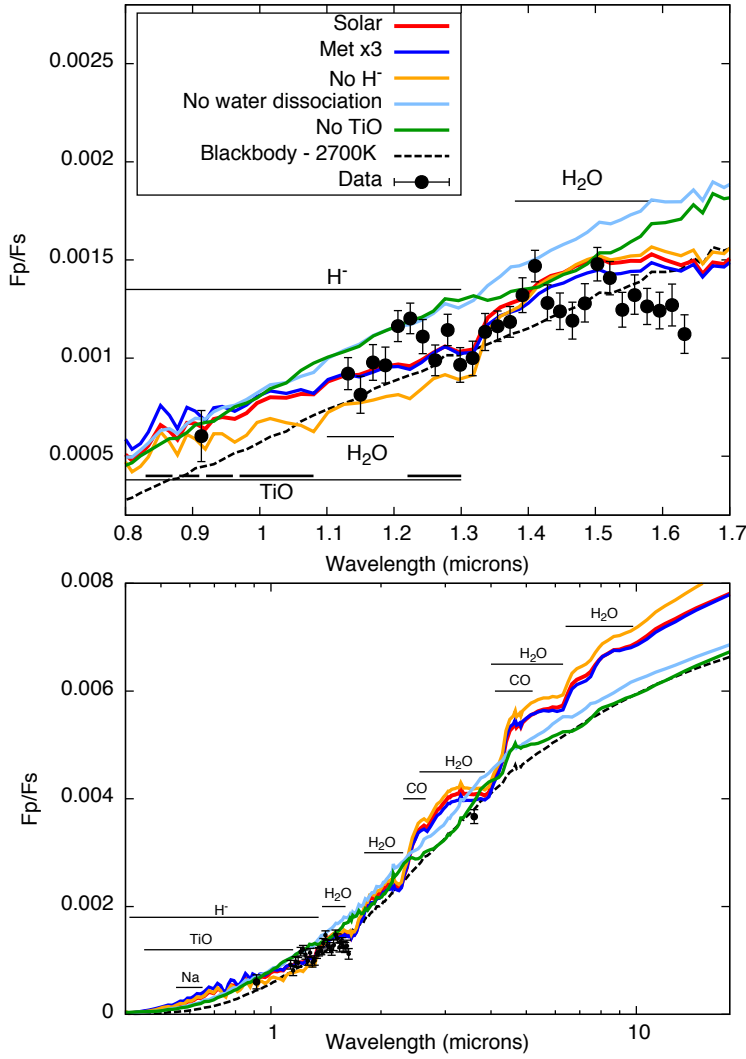 Solar
Met x3
No H⁻
No water dissociation
No TiO
Blackbody - 2700K
Data
Fp/Fs
0.0025
0.002
0.0015
0.001
0.0005
H₂O
H⁻
H₂O
TiO
0.8 0.9 1 1.1 1.2 1.3 1.4 1.5 1.6 1.7
Wavelength (microns)
Fp/Fs
0.008
0.006
0.004
0.002
0
H₂O
H₂O
CO
H₂O
CO
H₂O
H₂O
H⁻
TiO
Na
1 10
Wavelength (microns)